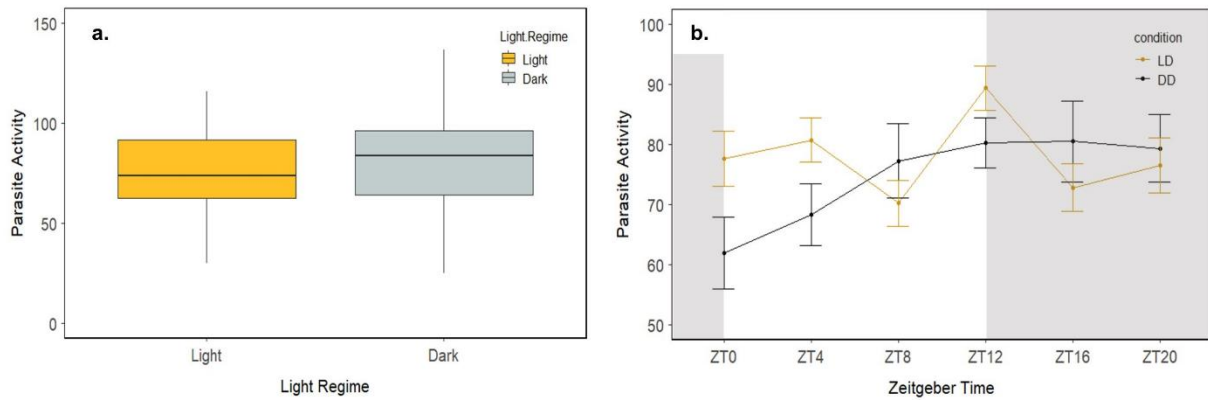 a.
Light.Regime
Light
Dark
Parasite Activity
150
100
50
0
Light
Dark
Light Regime
b.
condition
LD
DD
Parasite Activity
100
90
80
70
60
50
ZT0
ZT4
ZT8
ZT12
ZT16
ZT20
Zeitgeber Time